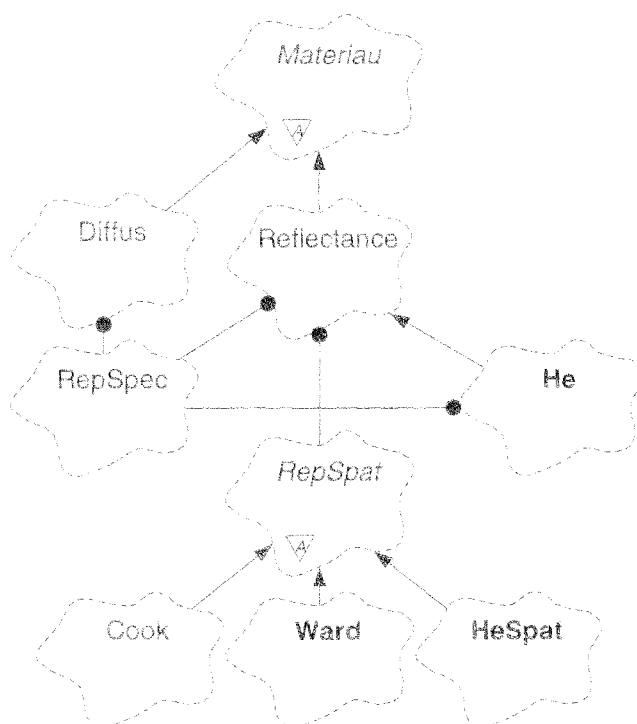 Materiau
A
Diffus
Reflectance
RepSpec
He
RepSpat
A
Cook
Ward
HeSpat